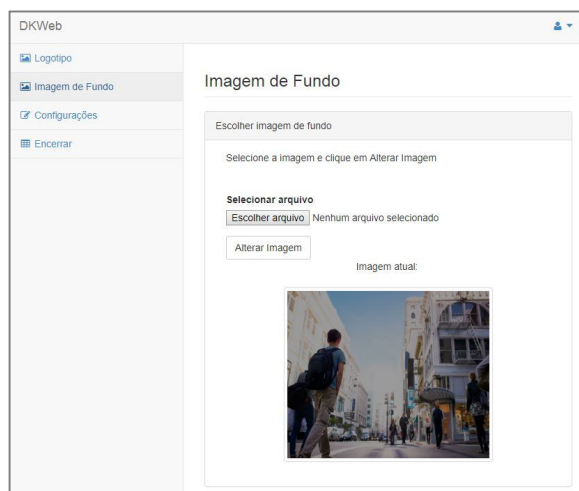 DKWeb
Logotipo
Imagem de Fundo
Configurações
Encerrar
Imagem de Fundo
Escolher imagem de fundo
Selecione a imagem e clique em Alterar Imagem
Selecionar arquivo
Escolher arquivo Nenhum arquivo selecionado
Alterar Imagem
Imagem atual: